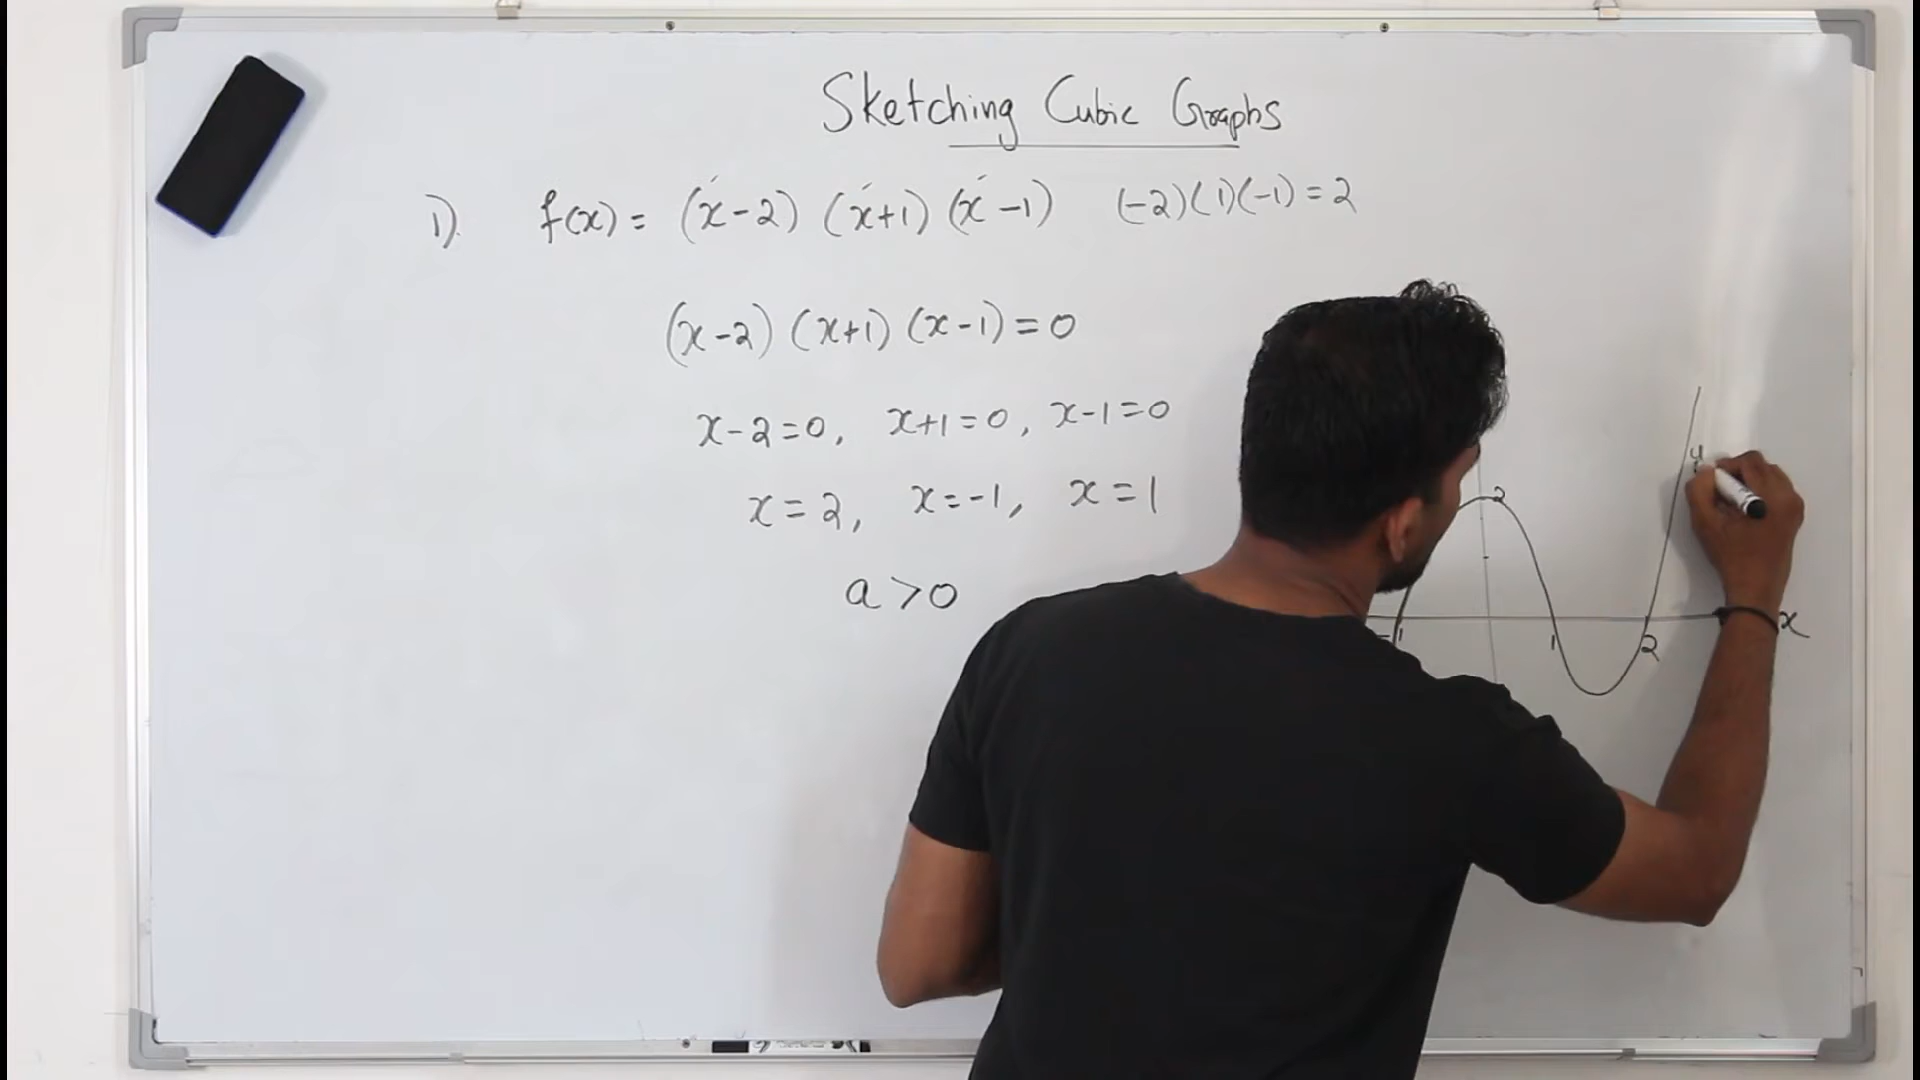 Sketching Cubic Graphs
1). f(x) = (x-2) (x+1) (x-1) (-2)(1)(-1) = 2
(x-2) (x+1) (x-1) = 0
x-2=0, x+1=0, x-1=0
x=2, x=-1, x=1
a>0
2
-1 1 2 x